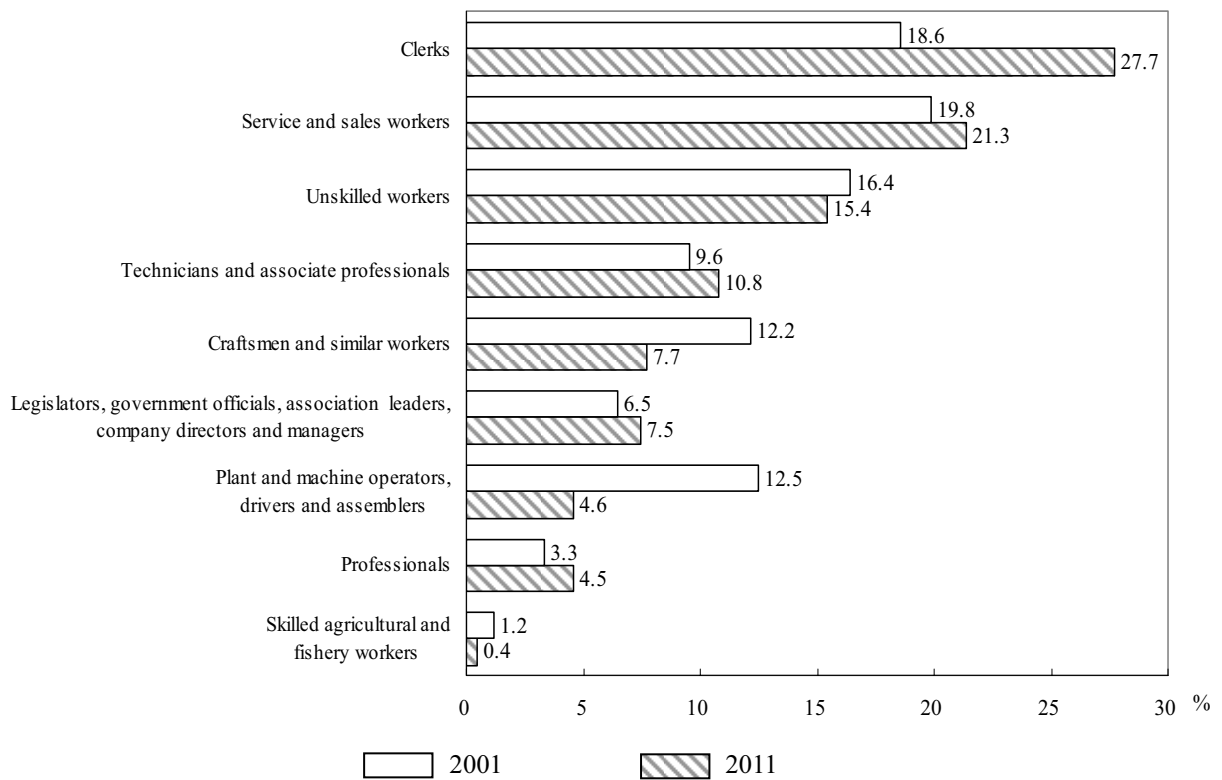 Clerks
18.6
27.7
Service and sales workers
19.8
21.3
Unskilled workers
16.4
15.4
Technicians and associate professionals
9.6
10.8
Craftsmen and similar workers
12.2
7.7
Legislators, government officials, association leaders,
company directors and managers
6.5
7.5
Plant and machine operators,
drivers and assemblers
12.5
4.6
Professionals
3.3
4.5
Skilled agricultural and
fishery workers
1.2
0.4
0 5 10 15 20 25 30 %
2001 2011